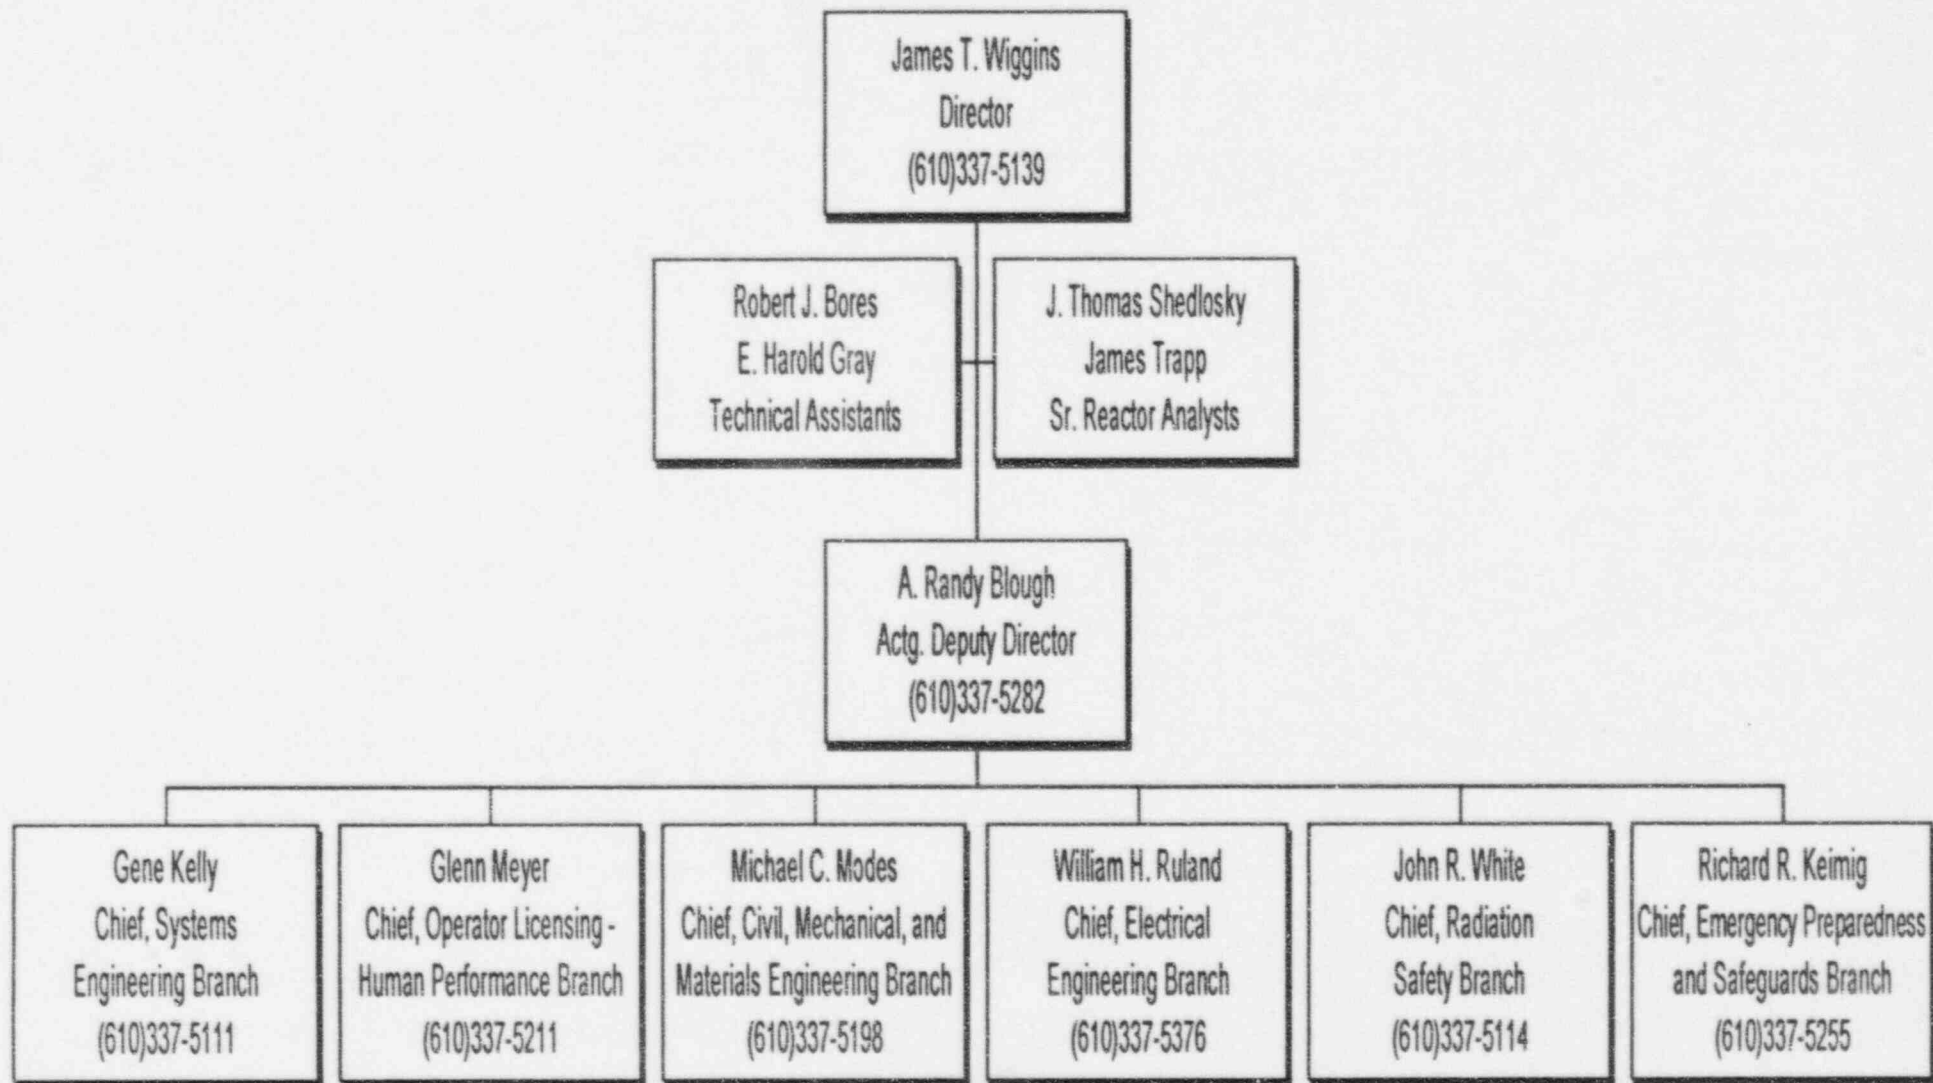 James T. Wiggins
Director
(610)337-5139
Robert J. Bores
E. Harold Gray
Technical Assistants
J. Thomas Shedlosky
James Trapp
Sr. Reactor Analysts
A. Randy Blough
Actg. Deputy Director
(610)337-5282
Gene Kelly
Chief, Systems
Engineering Branch
(610)337-5111
Glenn Meyer
Chief, Operator Licensing -
Human Performance Branch
(610)337-5211
Michael C. Modes
Chief, Civil, Mechanical, and
Materials Engineering Branch
(610)337-5198
William H. Ruland
Chief, Electrical
Engineering Branch
(610)337-5376
John R. White
Chief, Radiation
Safety Branch
(610)337-5114
Richard R. Keimig
Chief, Emergency Preparedness
and Safeguards Branch
(610)337-5255